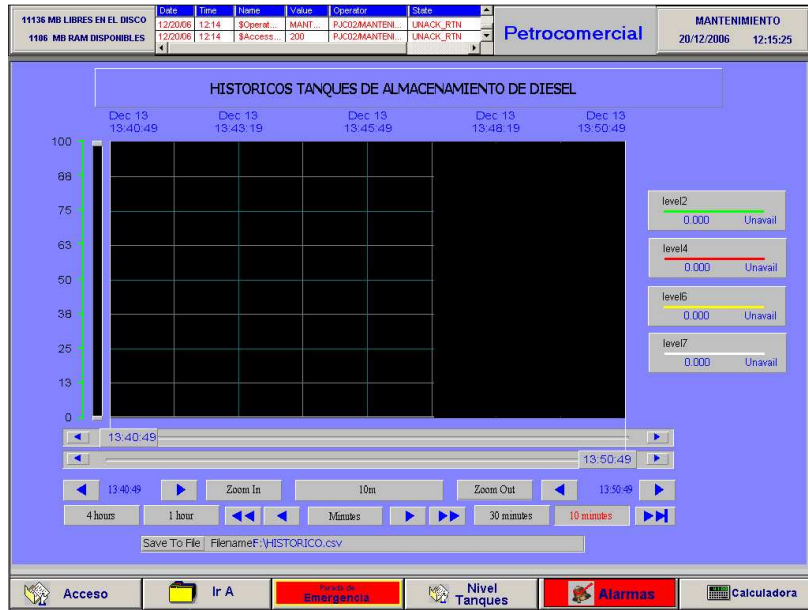 11136 MB LIBRES EN EL DISCO
1186 MB RAM DISPONIBLES
Date Time Name Value Operator State
12/20/06 12:14 $Operat... MANT... PJC02/MANTENI... UNACK_RTN
12/20/06 12:14 $Access... 200 PJC02/MANTENI... UNACK_RTN
Petrocomercial
MANTENIMIENTO
20/12/2006 12:15:25
HISTORICOS TANQUES DE ALMACENAMIENTO DE DIESEL
Dec 13 Dec 13 Dec 13 Dec 13 Dec 13
13:40:49 13:43:19 13:45:49 13:48:19 13:50:49
100
88
75
63
50
38
25
13
0
level2
0.000 Unavail
level4
0.000 Unavail
level6
0.000 Unavail
level7
0.000 Unavail
13:40:49
13:50:49
13:40:49 Zoom In 10m Zoom Out 13:50:49
4 hours 1 hour Minutes 30 minutes 10 minutes
Save To File Filename F:\HISTORICO.csv
Acceso
Ir A
Parada de
Emergencia
Nivel
Tanques
Alarmas
Calculadora